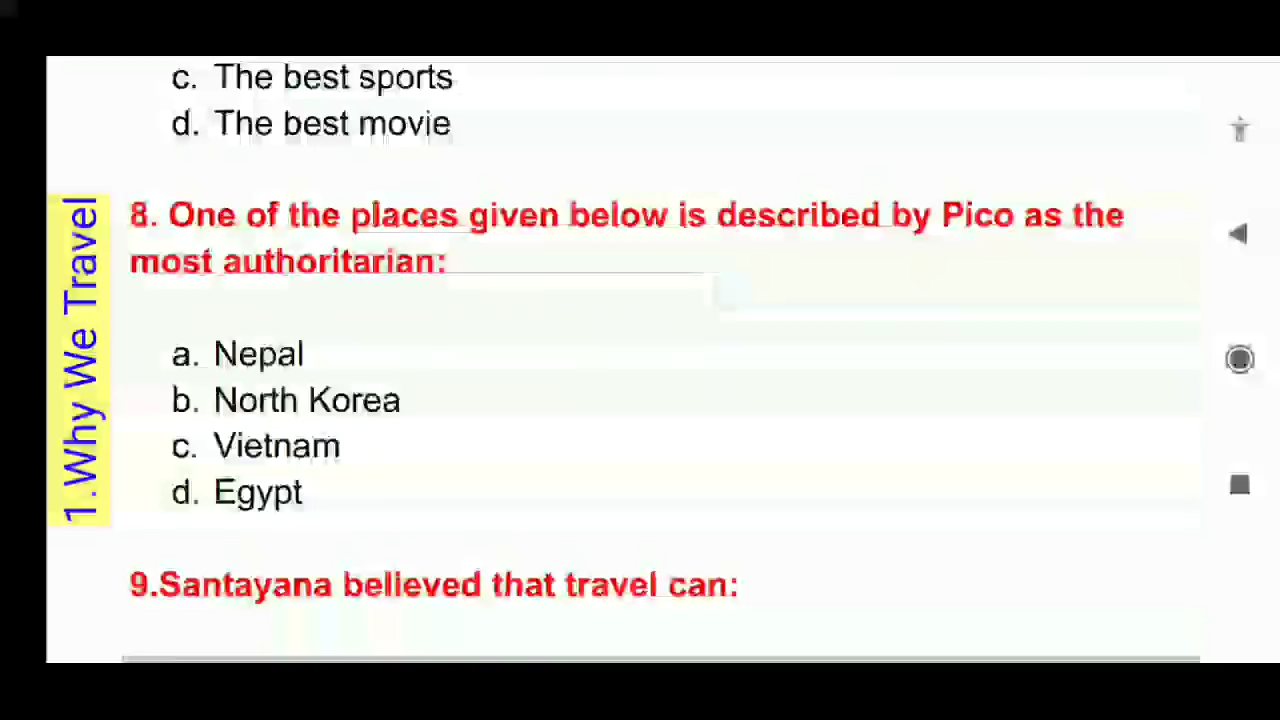 c. The best sports
d. The best movie
1.Why We Travel
8. One of the places given below is described by Pico as the
most authoritarian:
a. Nepal
b. North Korea
c. Vietnam
d. Egypt
9.Santayana believed that travel can: